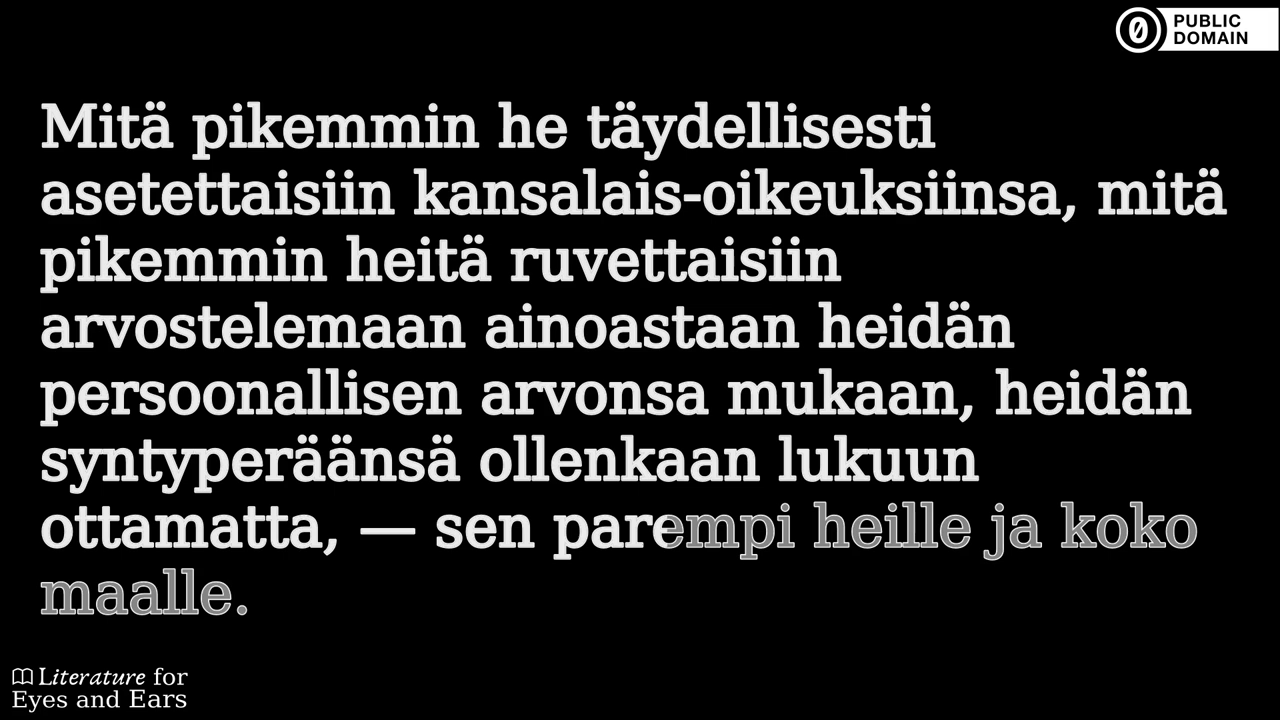 PUBLIC
DOMAIN
Mitä pikemmin he täydellisesti
asetettaisiin kansalais-oikeuksiinsa, mitä
pikemmin heitä ruvettaisiin
arvostelemaan ainoastaan heidän
persoonallisen arvonsa mukaan, heidän
syntyperäänsä ollenkaan lukuun
ottamatta, — sen parempi heille ja koko
maalle.
Literature for
Eyes and Ears